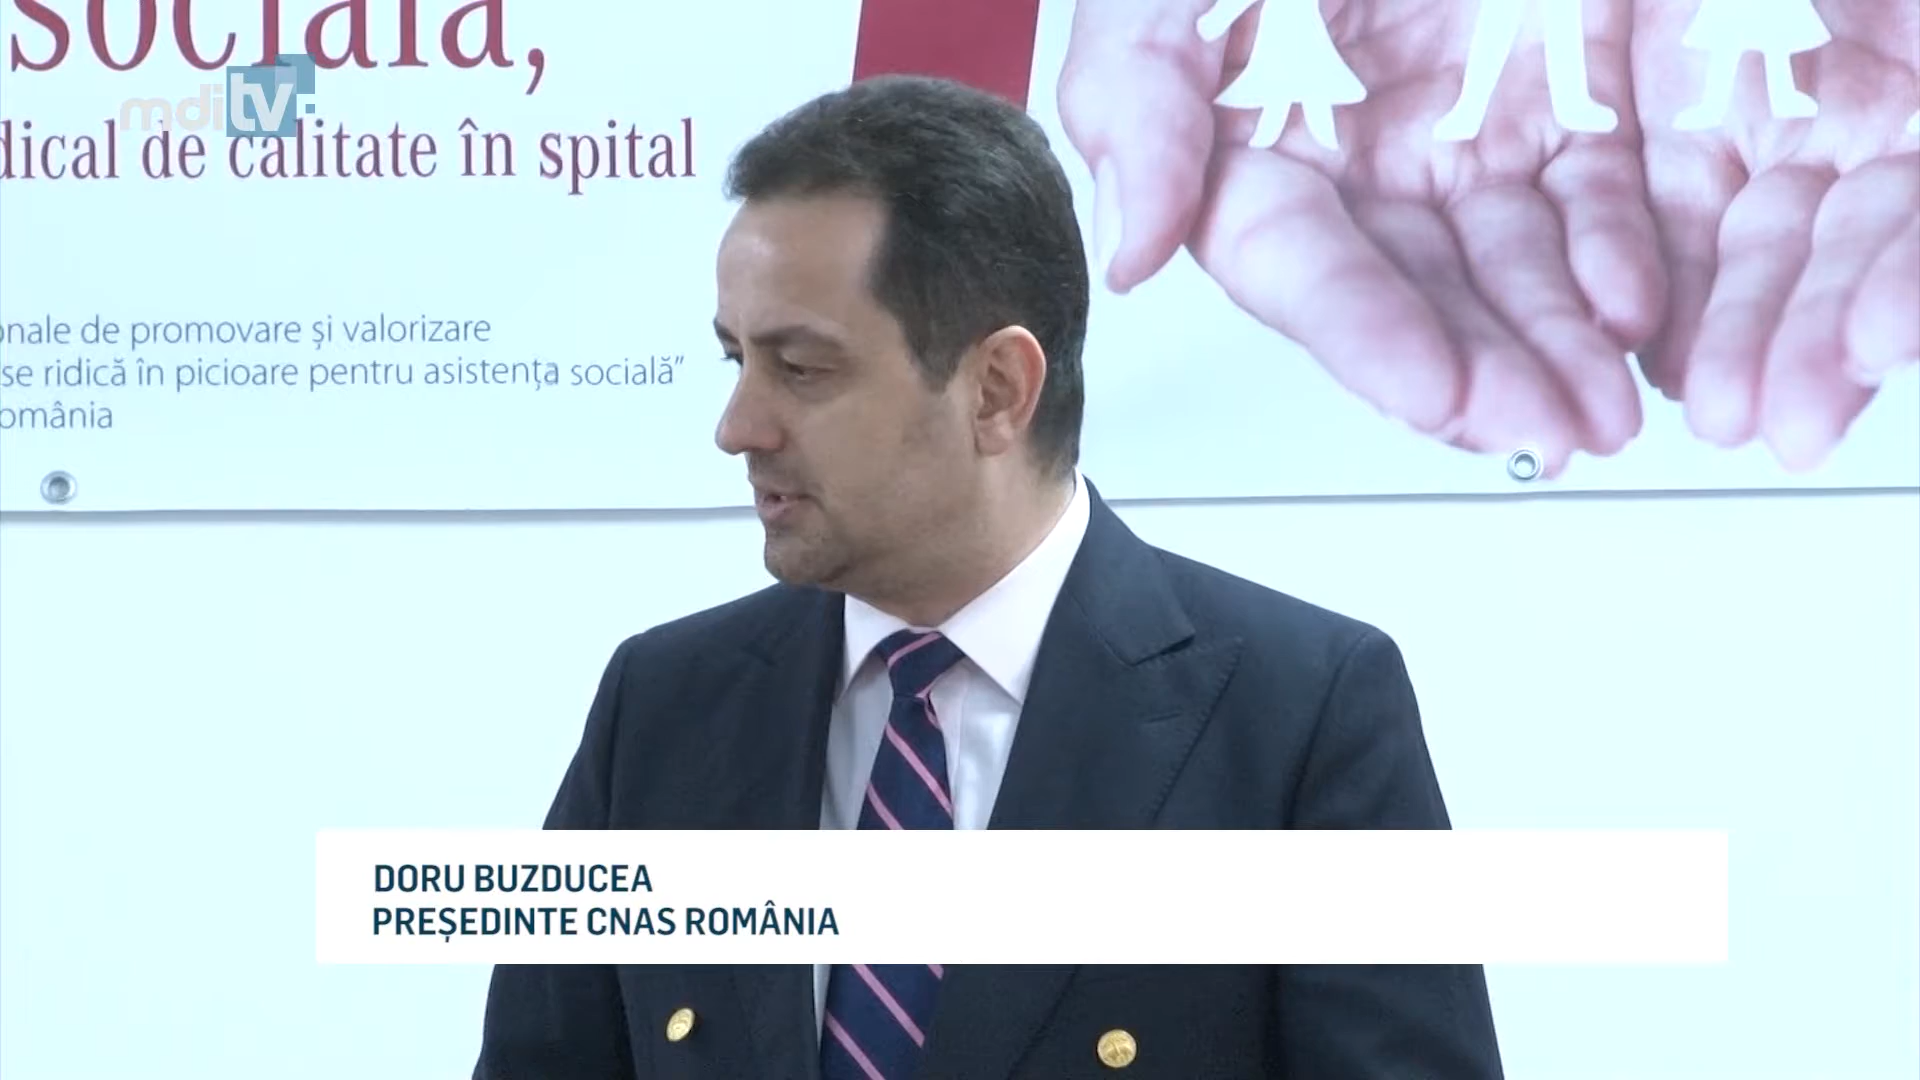 socială,
mditv.
dical de calitate în spital
onale de promovare și valorizare
se ridică în picioare pentru asistența socială”
omânia
DORU BUZDUCEA
PREȘEDINTE CNAS ROMÂNIA